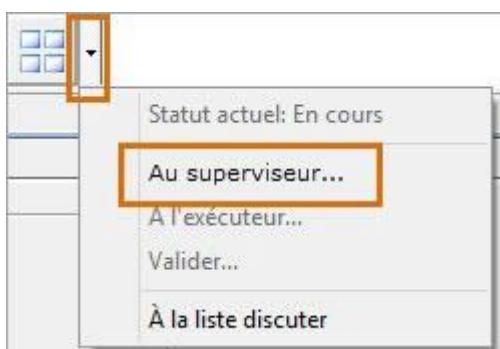 Statut actuel: En cours
Au superviseur...
A l'exécuteur...
Valider...
À la liste discuter